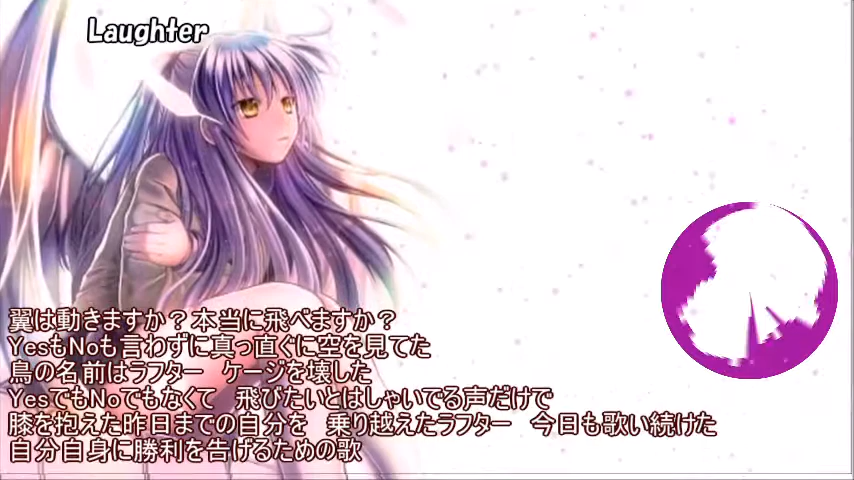 Laughter
翼は動きますか？本当に飛べますか？
YesもNoも言わずに真っ直ぐに空を見てた
鳥の名前はラフター　ケージを壊した
YesでもNoでもなくて　飛びたいとはしゃいでる声だけで
膝を抱えた昨日までの自分を　乗り越えたラフター　今日も歌い続けた
自分自身に勝利を告げるための歌